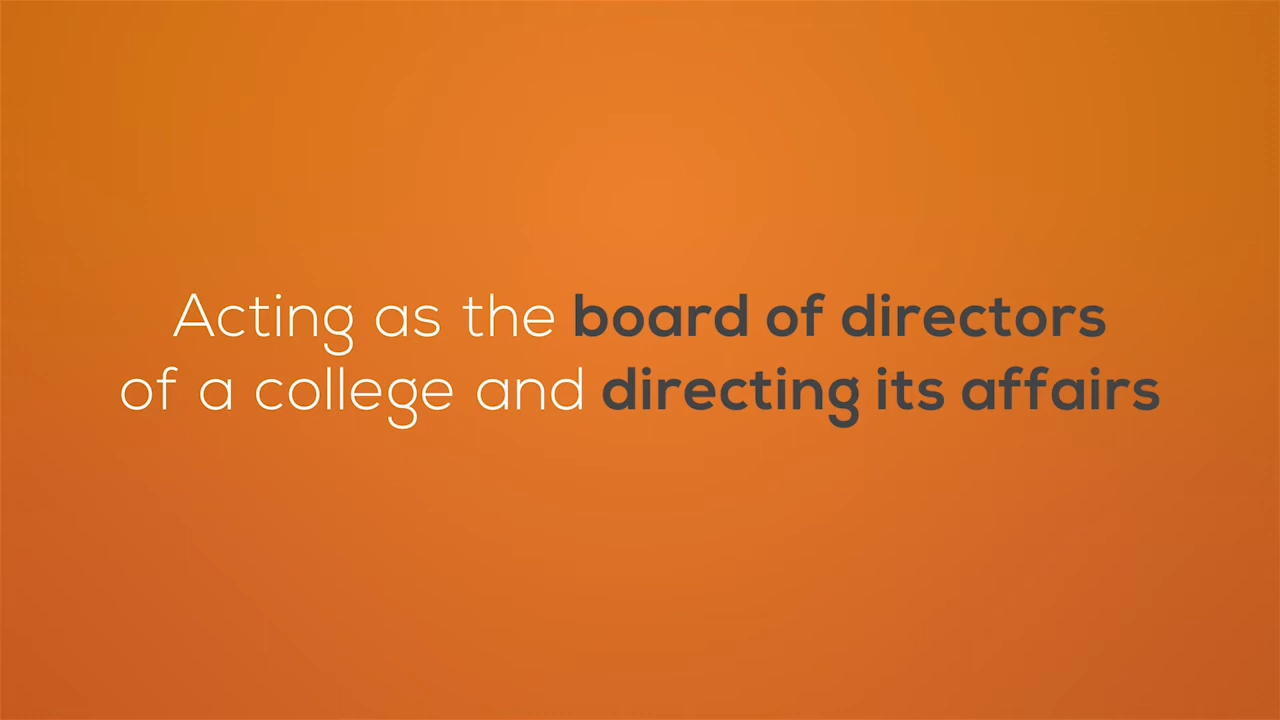 Acting as the board of directors
of a college and directing its affairs